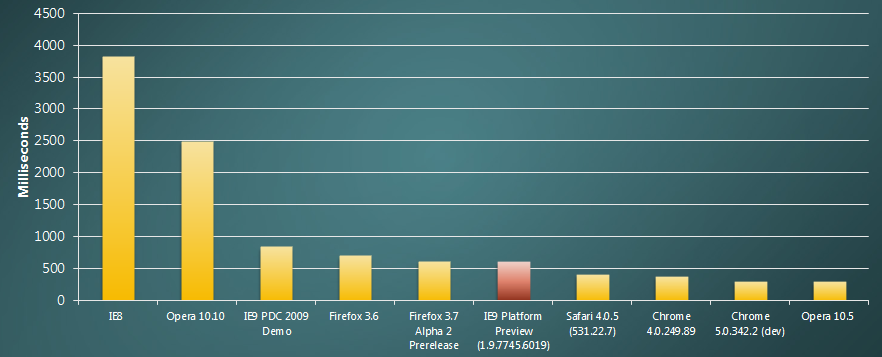 4500
4000
3500
3000
2500
2000
1500
1000
500
0
Milliseconds
IE8
Opera 10.10
IE9 PDC 2009
Demo
Firefox 3.6
Firefox 3.7
Alpha 2
Prerelease
IE9 Platform
Preview
(1.9.7745.6019)
Safari 4.0.5
(531.22.7)
Chrome
4.0.249.89
Chrome
5.0.342.2 (dev)
Opera 10.5